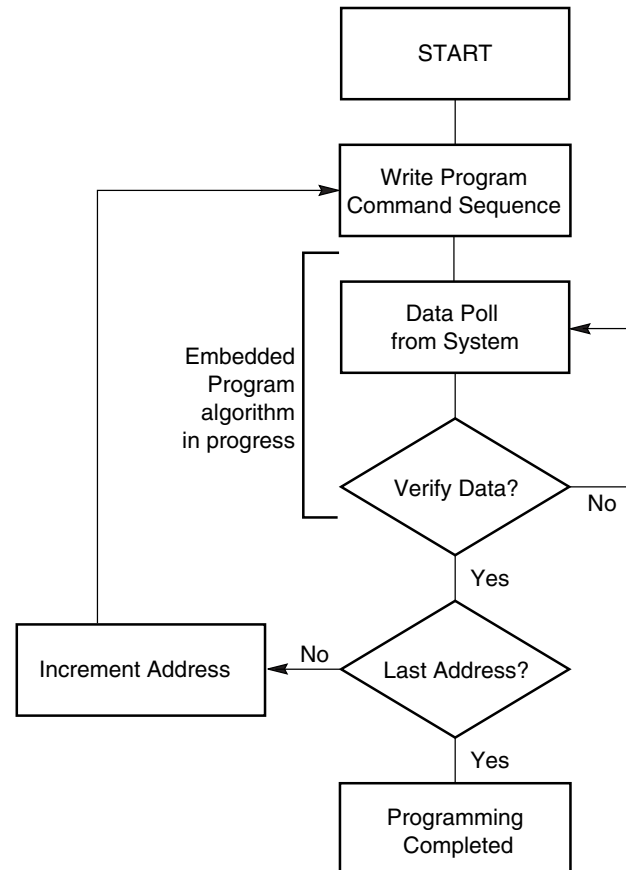 START
Write Program
Command Sequence
Data Poll
from System
Embedded
Program
algorithm
in progress
Verify Data?
No
Yes
Last Address?
No
Increment Address
Yes
Programming
Completed